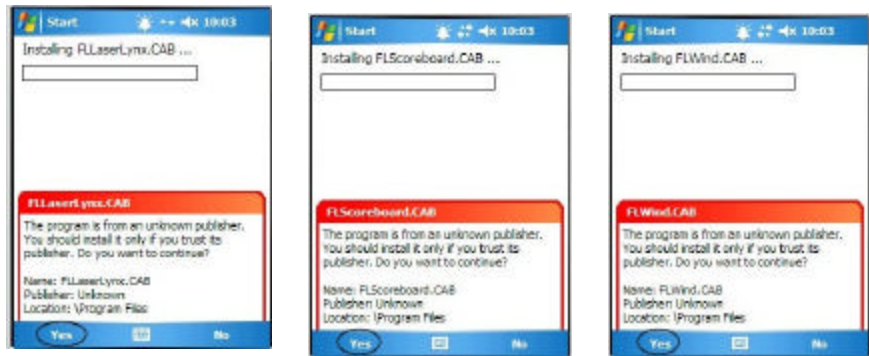 Start 10:03
Installing FLLaserLynx.CAB ...
FLLaserLynx.CAB
The program is from an unknown publisher.
You should install it only if you trust its
publisher. Do you want to continue?
Name: FLLaserLynx.CAB
Publisher: Unknown
Location: \Program Files
Yes No
Start 10:03
Installing FLScoreboard.CAB ...
FLScoreboard.CAB
The program is from an unknown publisher.
You should install it only if you trust its
publisher. Do you want to continue?
Name: FLScoreboard.CAB
Publisher: Unknown
Location: \Program Files
Yes No
Start 10:03
Installing FLWind.CAB ...
FLWind.CAB
The program is from an unknown publisher.
You should install it only if you trust its
publisher. Do you want to continue?
Name: FLWind.CAB
Publisher: Unknown
Location: \Program Files
Yes No